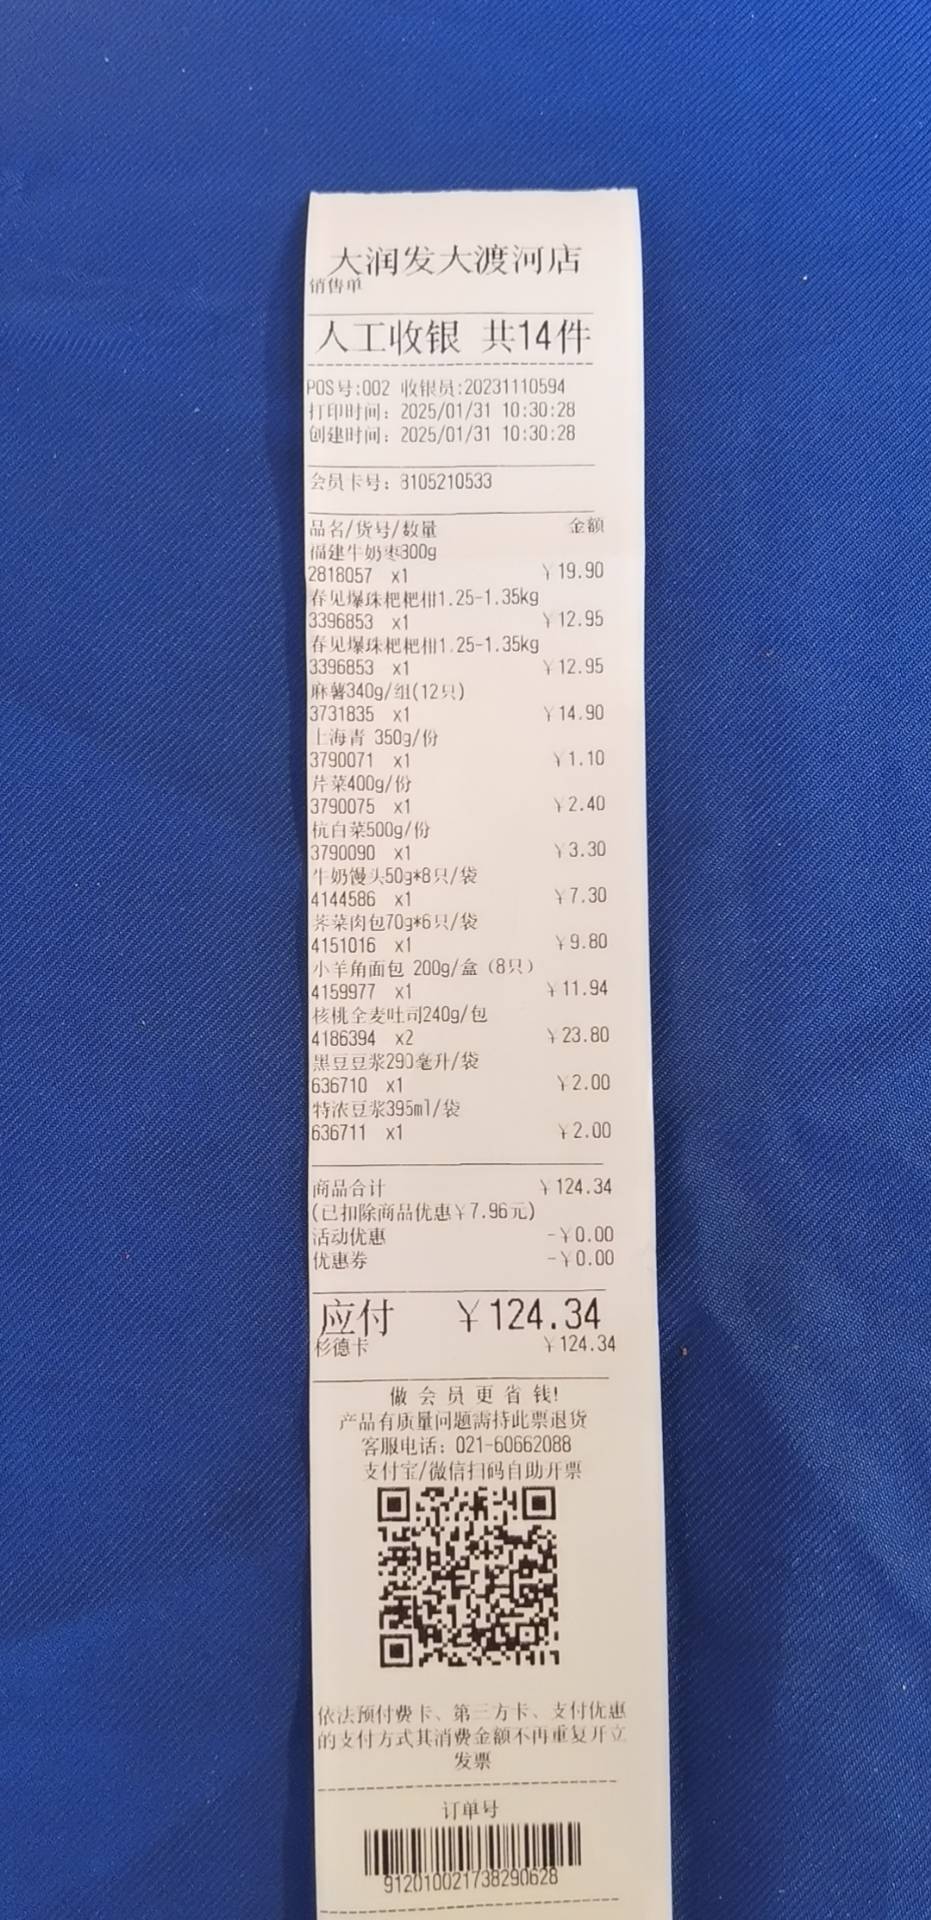 大润发大渡河店
销售单
人工收银 共14件
POS号:002 收银员:20231110594
打印时间: 2025/01/31 10:30:28
创建时间: 2025/01/31 10:30:28
会员卡号: 8105210533
品名/货号/数量 金额
福建牛奶枣300g
2818057 x1 ¥19.90
春见爆珠粑粑柑1.25-1.35kg
3396853 x1 ¥12.95
春见爆珠粑粑柑1.25-1.35kg
3396853 x1 ¥12.95
麻薯340g/组(12只)
3731835 x1 ¥14.90
上海青 350g/份
3790071 x1 ¥1.10
芹菜400g/份
3790075 x1 ¥2.40
杭白菜500g/份
3790090 x1 ¥3.30
牛奶馒头50g*8只/袋
4144586 x1 ¥7.30
荠菜肉包70g*6只/袋
4151016 x1 ¥9.80
小羊角面包 200g/盒（8只）
4159977 x1 ¥11.94
核桃全麦吐司240g/包
4186394 x2 ¥23.80
黑豆豆浆290毫升/袋
636710 x1 ¥2.00
特浓豆浆395ml/袋
636711 x1 ¥2.00
商品合计 ¥124.34
(已扣除商品优惠¥7.96元)
活动优惠 -¥0.00
优惠券 -¥0.00
应付 ¥124.34
杉德卡 ¥124.34
做会员更省钱!
产品有质量问题需持此票退货
客服电话: 021-60662088
支付宝/微信扫码自助开票
依法预付费卡、第三方卡、支付优惠
的支付方式其消费金额不再重复开立
发票
订单号
912010021738290628